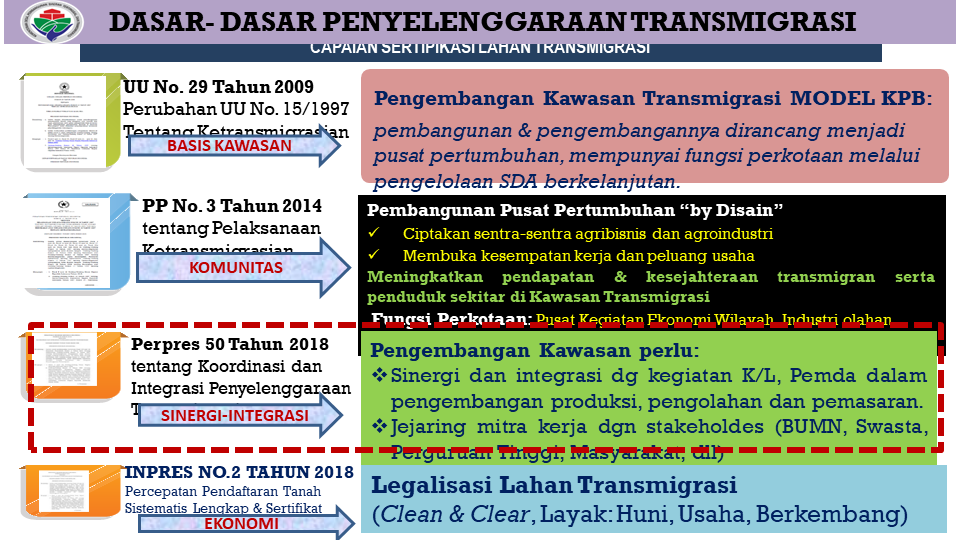 DASAR- DASAR PENYELENGGARAAN TRANSMIGRASI
CAPAIAN SERTIPIKASI LAHAN TRANSMIGRASI
UU No. 29 Tahun 2009
Perubahan UU No. 15/1997
Tentang Ketransmigrasian
BASIS KAWASAN
Pengembangan Kawasan Transmigrasi MODEL KPB:
pembangunan & pengembangannya dirancang menjadi
pusat pertumbuhan, mempunyai fungsi perkotaan melalui
pengelolaan SDA berkelanjutan.
PP No. 3 Tahun 2014
tentang Pelaksanaan
Ketransmigrasian
KOMUNITAS
Pembangunan Pusat Pertumbuhan “by Disain”
✓ Ciptakan sentra-sentra agribisnis dan agroindustri
✓ Membuka kesempatan kerja dan peluang usaha
Meningkatkan pendapatan & kesejahteraan transmigran serta
penduduk sekitar di Kawasan Transmigrasi
Fungsi Perkotaan: Pusat Kegiatan Ekonomi Wilayah, Industri olahan
Perpres 50 Tahun 2018
tentang Koordinasi dan
Integrasi Penyelenggaraan
SINERGI-INTEGRASI
Pengembangan Kawasan perlu:
❖Sinergi dan integrasi dg kegiatan K/L, Pemda dalam
pengembangan produksi, pengolahan dan pemasaran.
❖Jejaring mitra kerja dgn stakeholdes (BUMN, Swasta,
Perguruan Tinggi, Masyarakat, dll)
INPRES NO.2 TAHUN 2018
Percepatan Pendaftaran Tanah
Sistematis Lengkap & Sertifikat
EKONOMI
Legalisasi Lahan Transmigrasi
(Clean & Clear, Layak: Huni, Usaha, Berkembang)